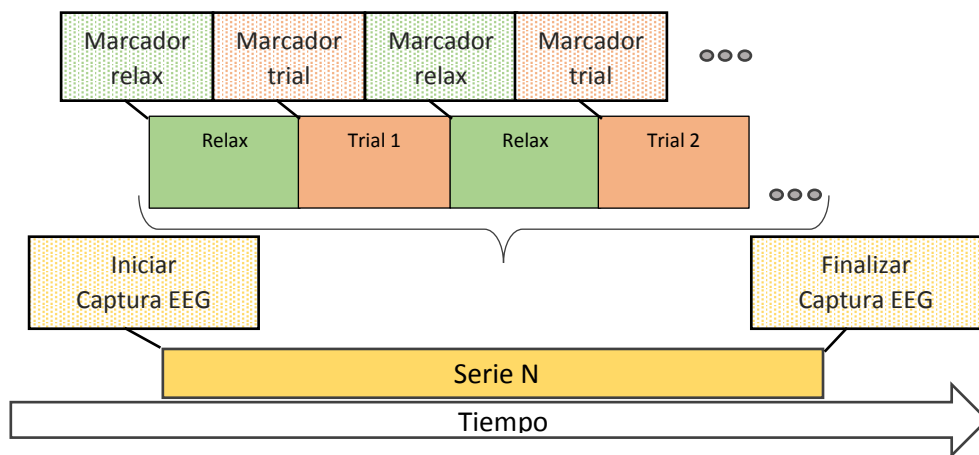 Marcador
relax
Marcador
trial
Marcador
relax
Marcador
trial
Relax
Trial 1
Relax
Trial 2
Iniciar
Captura EEG
Finalizar
Captura EEG
Serie N
Tiempo